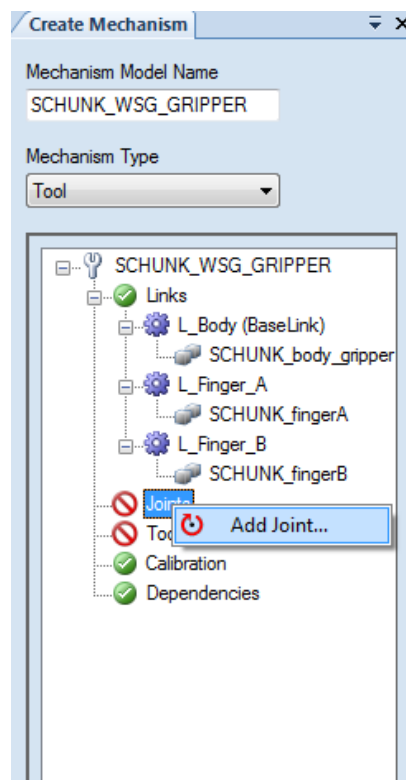 Create Mechanism
Mechanism Model Name
SCHUNK_WSG_GRIPPER
Mechanism Type
Tool
SCHUNK_WSG_GRIPPER
Links
L_Body (BaseLink)
SCHUNK_body_gripper
L_Finger_A
SCHUNK_fingerA
L_Finger_B
SCHUNK_fingerB
Joints
Add Joint...
Calibration
Dependencies